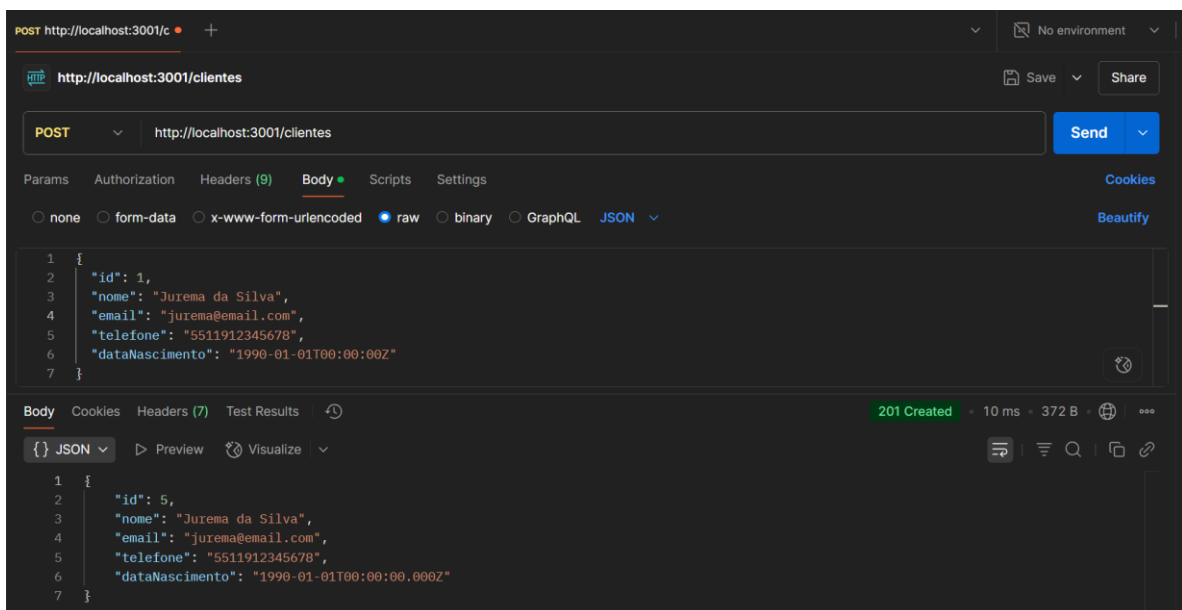 POST http://localhost:3001/c
No environment
HTTP http://localhost:3001/clientes
Save
Share
POST
http://localhost:3001/clientes
Send
Params Authorization Headers (9) Body Scripts Settings
Cookies
none form-data x-www-form-urlencoded raw binary GraphQL JSON
Beautify
1 {
2 "id": 1,
3 "nome": "Jurema da Silva",
4 "email": "jurema@email.com",
5 "telefone": "5511912345678",
6 "dataNascimento": "1990-01-01T00:00:00Z"
7 }
Body Cookies Headers (7) Test Results
201 Created 10 ms 372 B
{} JSON Preview Visualize
1 {
2 "id": 5,
3 "nome": "Jurema da Silva",
4 "email": "jurema@email.com",
5 "telefone": "5511912345678",
6 "dataNascimento": "1990-01-01T00:00:00.000Z"
7 }